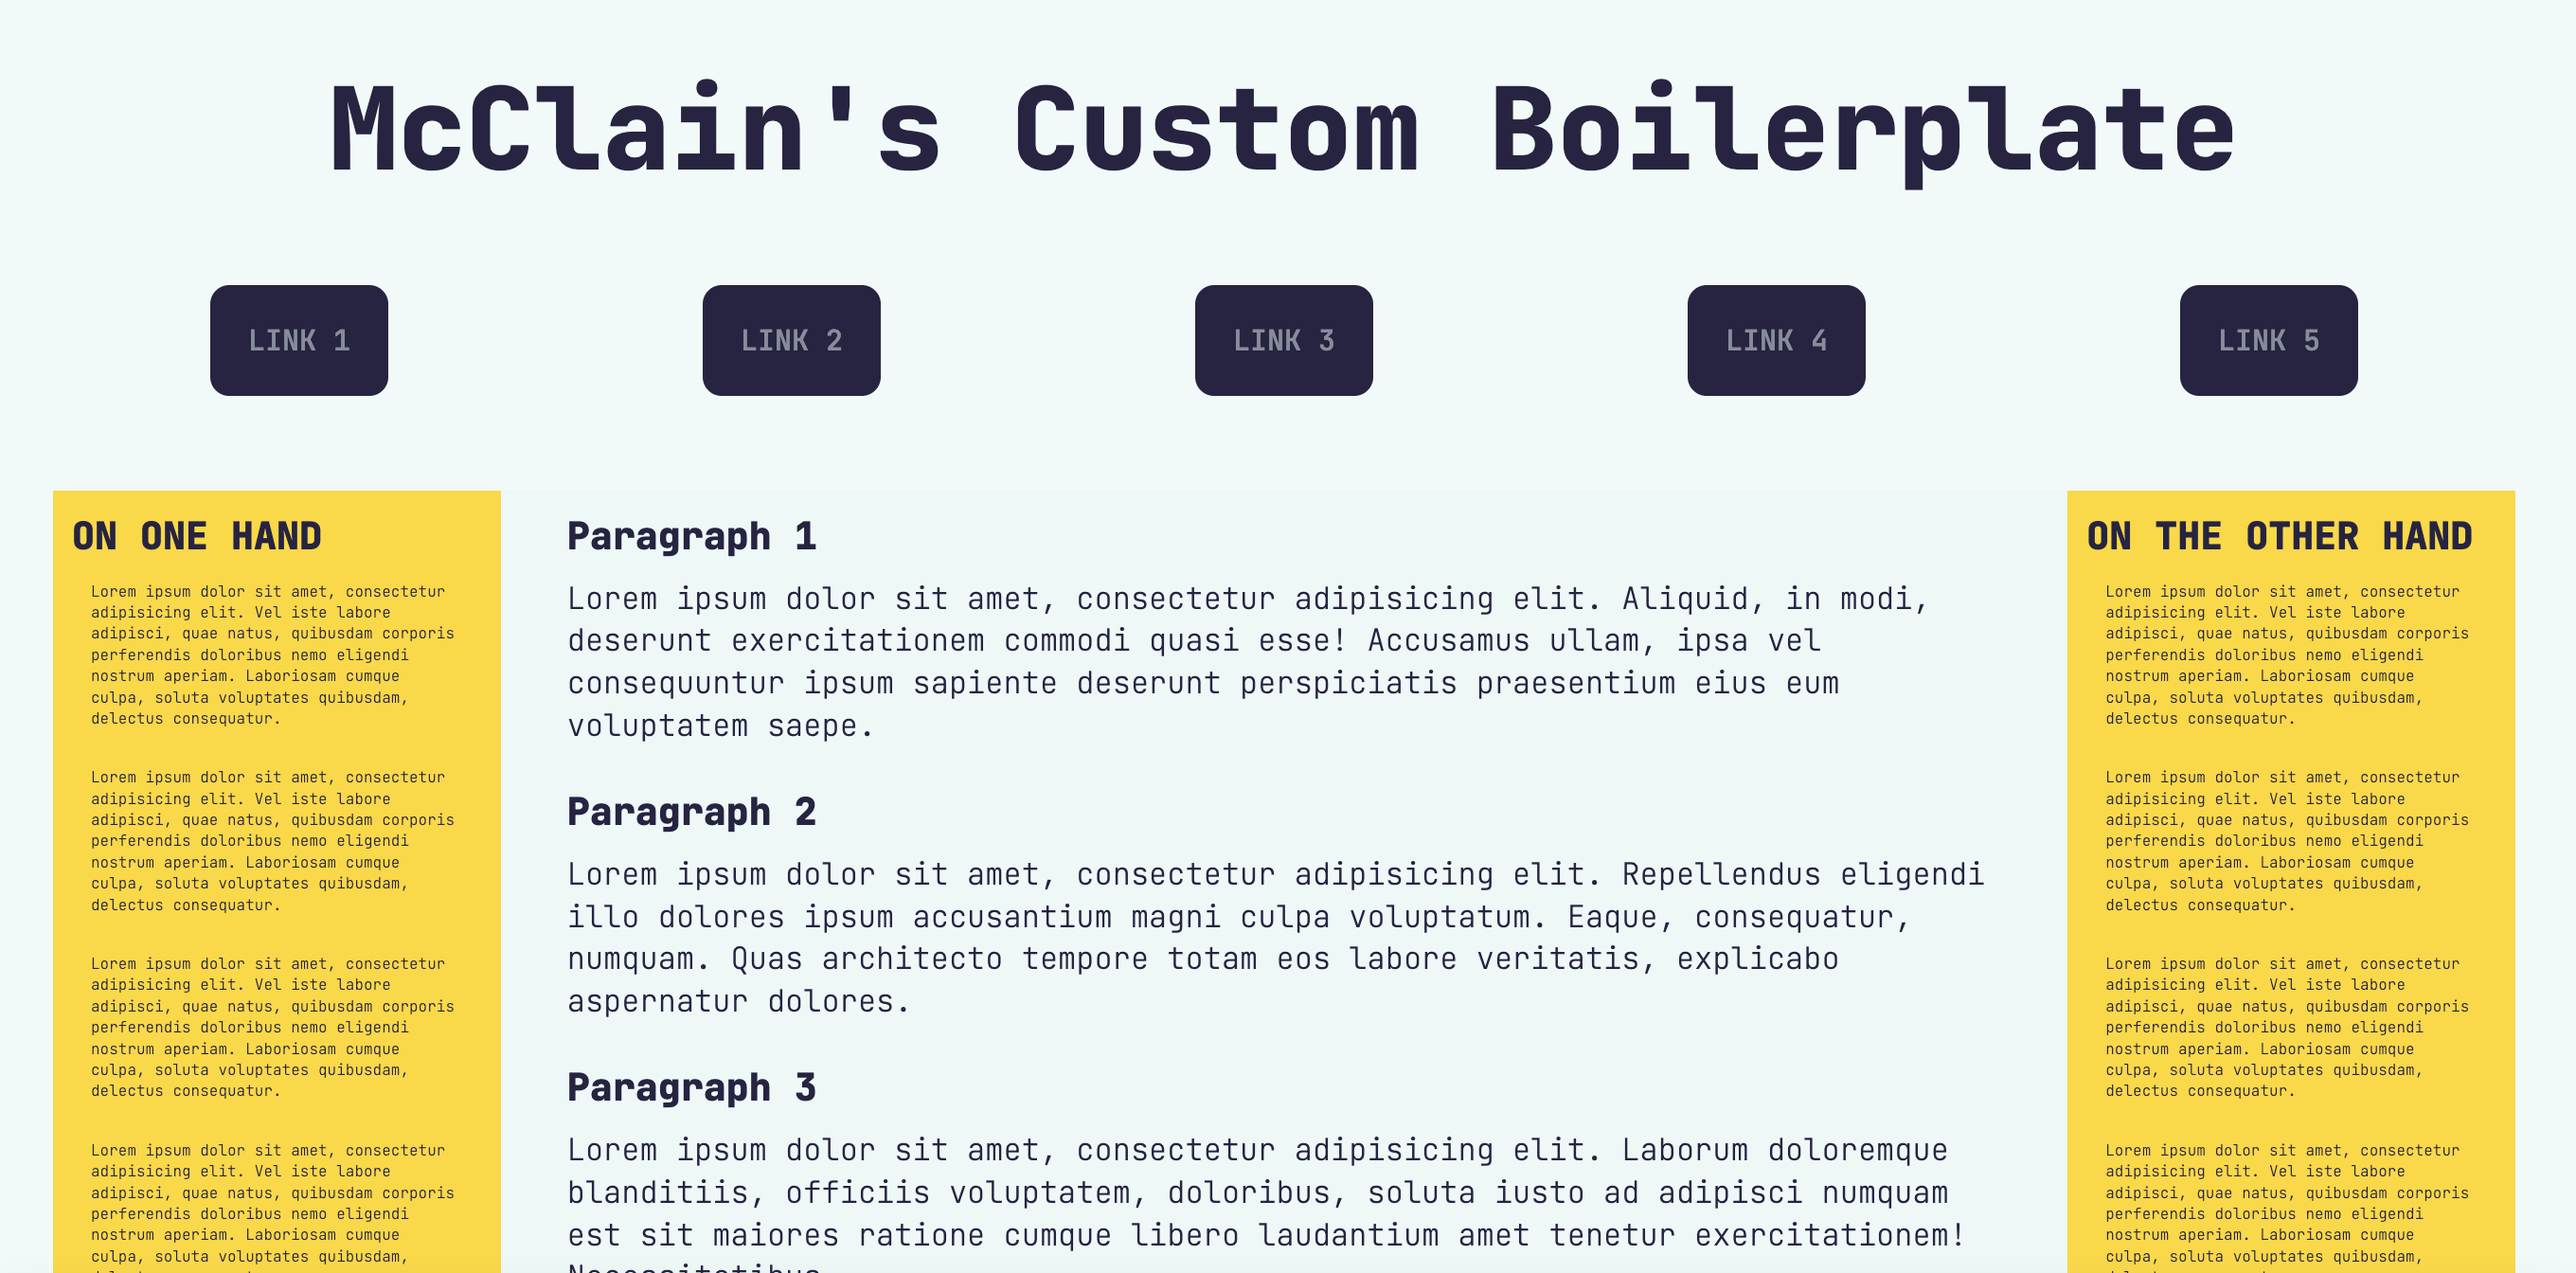 McClain's Custom Boilerplate
LINK 1
LINK 2
LINK 3
LINK 4
LINK 5
ON ONE HAND
Lorem ipsum dolor sit amet, consectetur
adipisicing elit. Vel iste labore
adipisci, quae natus, quibusdam corporis
perferendis doloribus nemo eligendi
nostrum aperiam. Laboriosam cumque
culpa, soluta voluptates quibusdam,
delectus consequatur.
Lorem ipsum dolor sit amet, consectetur
adipisicing elit. Vel iste labore
adipisci, quae natus, quibusdam corporis
perferendis doloribus nemo eligendi
nostrum aperiam. Laboriosam cumque
culpa, soluta voluptates quibusdam,
delectus consequatur.
Lorem ipsum dolor sit amet, consectetur
adipisicing elit. Vel iste labore
adipisci, quae natus, quibusdam corporis
perferendis doloribus nemo eligendi
nostrum aperiam. Laboriosam cumque
culpa, soluta voluptates quibusdam,
delectus consequatur.
Lorem ipsum dolor sit amet, consectetur
adipisicing elit. Vel iste labore
adipisci, quae natus, quibusdam corporis
perferendis doloribus nemo eligendi
nostrum aperiam. Laboriosam cumque
culpa, soluta voluptates quibusdam,
Paragraph 1
Lorem ipsum dolor sit amet, consectetur adipisicing elit. Aliquid, in modi,
deserunt exercitationem commodi quasi esse! Accusamus ullam, ipsa vel
consequuntur ipsum sapiente deserunt perspiciatis praesentium eius eum
voluptatem saepe.
Paragraph 2
Lorem ipsum dolor sit amet, consectetur adipisicing elit. Repellendus eligendi
illo dolores ipsum accusantium magni culpa voluptatum. Eaque, consequatur,
numquam. Quas architecto tempore totam eos labore veritatis, explicabo
aspernatur dolores.
Paragraph 3
Lorem ipsum dolor sit amet, consectetur adipisicing elit. Laborum doloremque
blanditiis, officiis voluptatem, doloribus, soluta iusto ad adipisci numquam
est sit maiores ratione cumque libero laudantium amet tenetur exercitationem!
ON THE OTHER HAND
Lorem ipsum dolor sit amet, consectetur
adipisicing elit. Vel iste labore
adipisci, quae natus, quibusdam corporis
perferendis doloribus nemo eligendi
nostrum aperiam. Laboriosam cumque
culpa, soluta voluptates quibusdam,
delectus consequatur.
Lorem ipsum dolor sit amet, consectetur
adipisicing elit. Vel iste labore
adipisci, quae natus, quibusdam corporis
perferendis doloribus nemo eligendi
nostrum aperiam. Laboriosam cumque
culpa, soluta voluptates quibusdam,
delectus consequatur.
Lorem ipsum dolor sit amet, consectetur
adipisicing elit. Vel iste labore
adipisci, quae natus, quibusdam corporis
perferendis doloribus nemo eligendi
nostrum aperiam. Laboriosam cumque
culpa, soluta voluptates quibusdam,
delectus consequatur.
Lorem ipsum dolor sit amet, consectetur
adipisicing elit. Vel iste labore
adipisci, quae natus, quibusdam corporis
perferendis doloribus nemo eligendi
nostrum aperiam. Laboriosam cumque
culpa, soluta voluptates quibusdam,